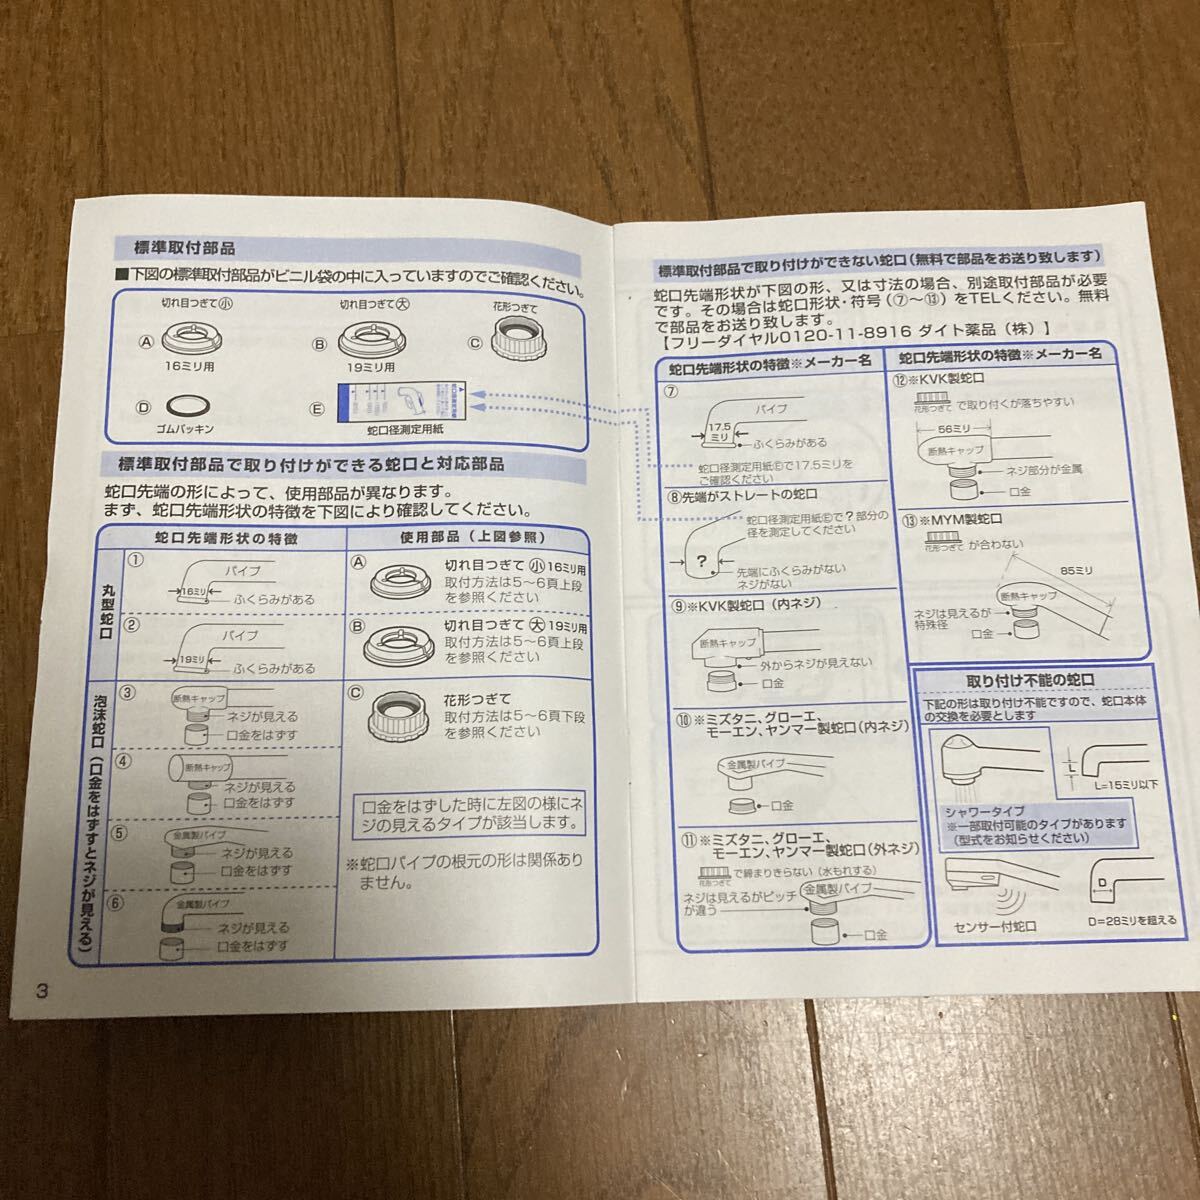 標準取付部品
■下図の標準取付部品がビニル袋の中に入っていますのでご確認ください。
切れ目つぎて㊛
Ⓐ
16ミリ用
切れ目つぎて大
Ⓑ
19ミリ用
花形つぎて
Ⓒ
Ⓓ
ゴムパッキン
Ⓔ
蛇口径測定用紙
標準取付部品で取り付けができる蛇口と対応部品
蛇口先端の形によって、使用部品が異なります。
まず、蛇口先端形状の特徴を下図により確認してください。
蛇口先端形状の特徴
使用部品（上図参照）
丸型蛇口
①
パイプ
16ミリ
ふくらみがある
Ⓐ
切れ目つぎて小16ミリ用
取付方法は5〜6頁上段
を参照ください
②
パイプ
19ミリ
ふくらみがある
Ⓑ
切れ目つぎて大19ミリ用
取付方法は5〜6頁上段
を参照ください
泡沫蛇口（口金をはずすとネジが見える）
③
断熱キャップ
ネジが見える
口金をはずす
Ⓒ
花形つぎて
取付方法は5〜6頁下段
を参照ください
④
断熱キャップ
ネジが見える
口金をはずす
⑤
金属製パイプ
ネジが見える
口金をはずす
⑥
金属製パイプ
ネジが見える
口金をはずす
口金をはずした時に左図の様にネ
ジの見えるタイプが該当します。
※蛇口パイプの根元の形は関係あり
ません。
3
標準取付部品で取り付けができない蛇口（無料で部品をお送り致します）
蛇口先端形状が下図の形、又は寸法の場合、別途取付部品が必要
です。その場合は蛇口形状・符号（⑦〜⑬）をTELください。無料
で部品をお送り致します。
【フリーダイヤル0120-11-8916 ダイト薬品（株）】
蛇口先端形状の特徴※メーカー名
⑦
パイプ
17.5
ミリ
ふくらみがある
蛇口径測定用紙Ⓔで17.5ミリを
ご確認ください
⑧先端がストレートの蛇口
蛇口径測定用紙Ⓔで？部分の
径を測定してください
?
先端にふくらみがない
ネジがない
⑨※KVK製蛇口（内ネジ）
断熱キャップ
外からネジが見えない
口金
⑩※ミズタニ、グローエ、
モーエン、ヤンマー製蛇口（内ネジ）
金属製パイプ
口金
⑪※ミズタニ、グローエ、
モーエン、ヤンマー製蛇口（外ネジ）
花形つぎて で締まりきらない（水もれする）
ネジは見えるがピッチ
が違う
金属製パイプ
口金
蛇口先端形状の特徴※メーカー名
⑫※KVK製蛇口
花形つぎて で取り付くが落ちやすい
56ミリ
断熱キャップ
ネジ部分が金属
口金
⑬※MYM製蛇口
花形つぎて が合わない
85ミリ
断熱キャップ
ネジは見えるが
特殊径
口金
取り付け不能の蛇口
下記の形は取り付け不能ですので、蛇口本体
の交換を必要とします
シャワータイプ
※一部取付可能のタイプがあります
（型式をお知らせください）
L
L=15ミリ以下
センサー付蛇口
D
D=28ミリを超える